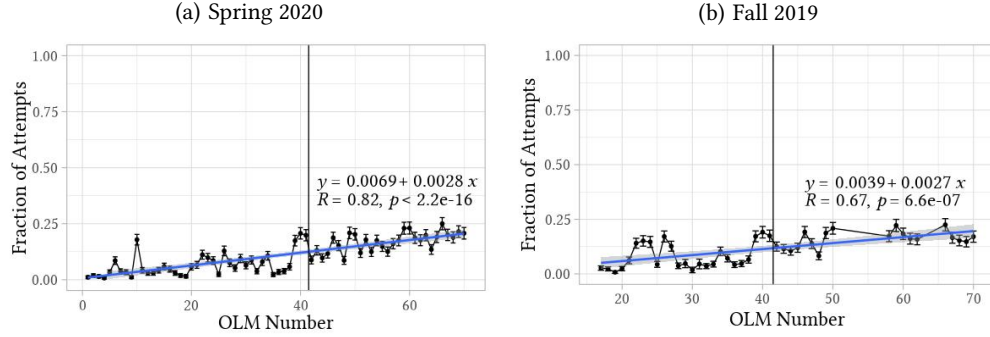 (a) Spring 2020
Fraction of Attempts
1.00
0.75
0.50
0.25
0.00
y = 0.0069 + 0.0028 x
R = 0.82, p < 2.2e-16
0 20 40 60
OLM Number
(b) Fall 2019
Fraction of Attempts
1.00
0.75
0.50
0.25
0.00
y = 0.0039 + 0.0027 x
R = 0.67, p = 6.6e-07
20 30 40 50 60 70
OLM Number